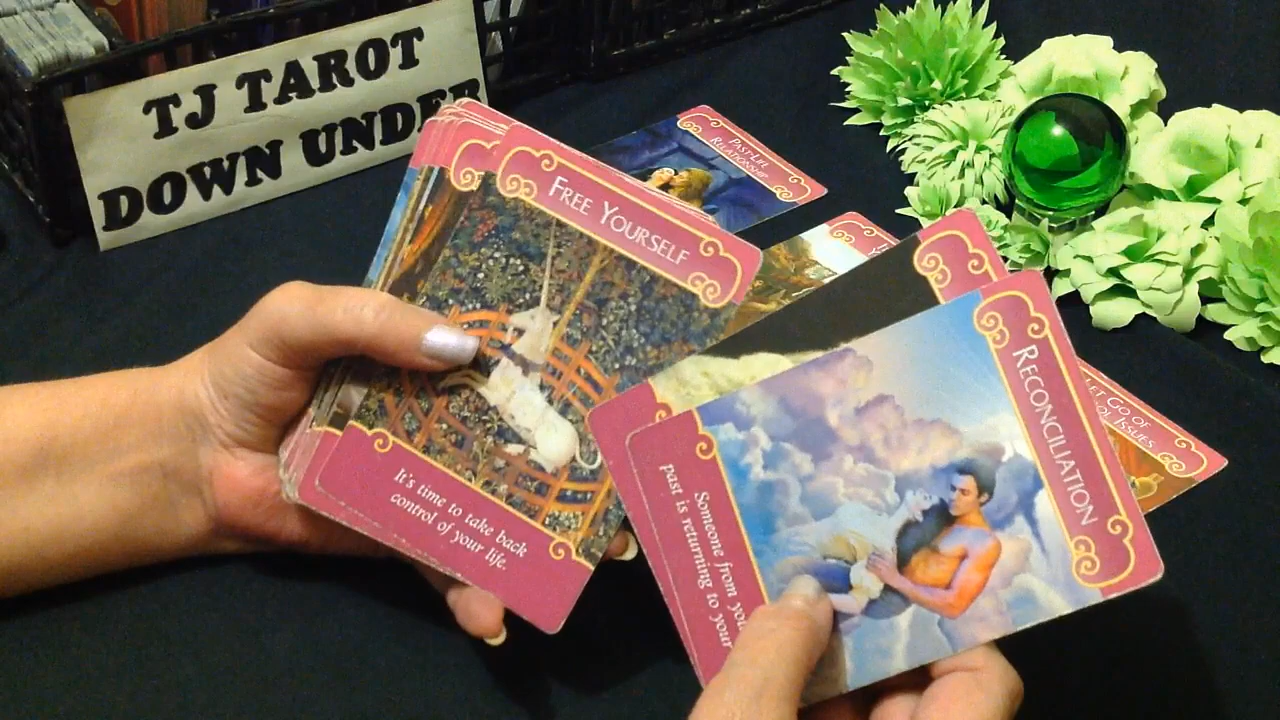 TJ TAROT
DOWN UNDER
PAST-LIFE
RELATIONSHIP
FREE YOURSELF
It's time to take back
control of your life.
RECONCILIATION
Someone from
past is returning to your
LET GO OF
ISSUES